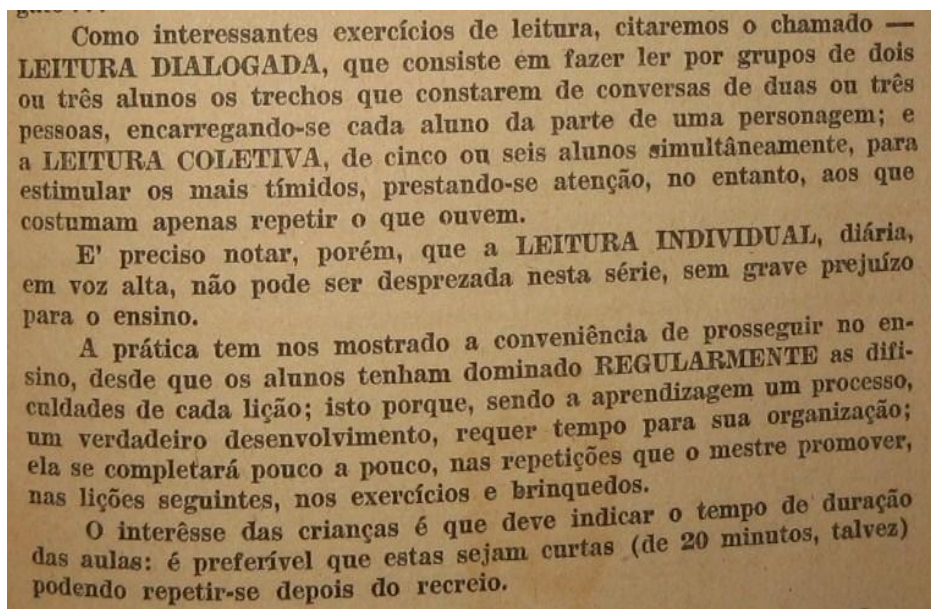 Como interessantes exercícios de leitura, citaremos o chamado —
LEITURA DIALOGADA, que consiste em fazer ler por grupos de dois
ou três alunos os trechos que constarem de conversas de duas ou três
pessoas, encarregando-se cada aluno da parte de uma personagem; e
a LEITURA COLETIVA, de cinco ou seis alunos simultâneamente, para
estimular os mais tímidos, prestando-se atenção, no entanto, aos que
costumam apenas repetir o que ouvem.
E' preciso notar, porém, que a LEITURA INDIVIDUAL, diária,
em voz alta, não pode ser desprezada nesta série, sem grave prejuízo
para o ensino.
A prática tem nos mostrado a conveniência de prosseguir no en-
sino, desde que os alunos tenham dominado REGULARMENTE as difi-
culdades de cada lição; isto porque, sendo a aprendizagem um processo,
um verdadeiro desenvolvimento, requer tempo para sua organização;
ela se completará pouco a pouco, nas repetições que o mestre promover,
nas lições seguintes, nos exercícios e brinquedos.
O interêsse das crianças é que deve indicar o tempo de duração
das aulas: é preferível que estas sejam curtas (de 20 minutos, talvez)
podendo repetir-se depois do recreio.